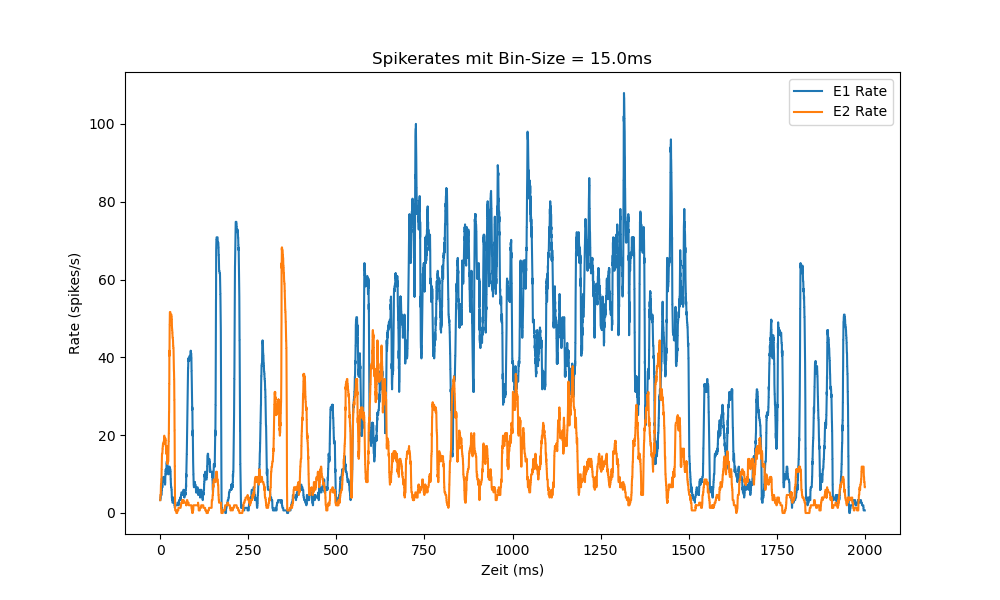 Spikerates mit Bin-Size = 15.0ms
E1 Rate
E2 Rate
Rate (spikes/s)
100
80
60
40
20
0
0 250 500 750 1000 1250 1500 1750 2000
Zeit (ms)